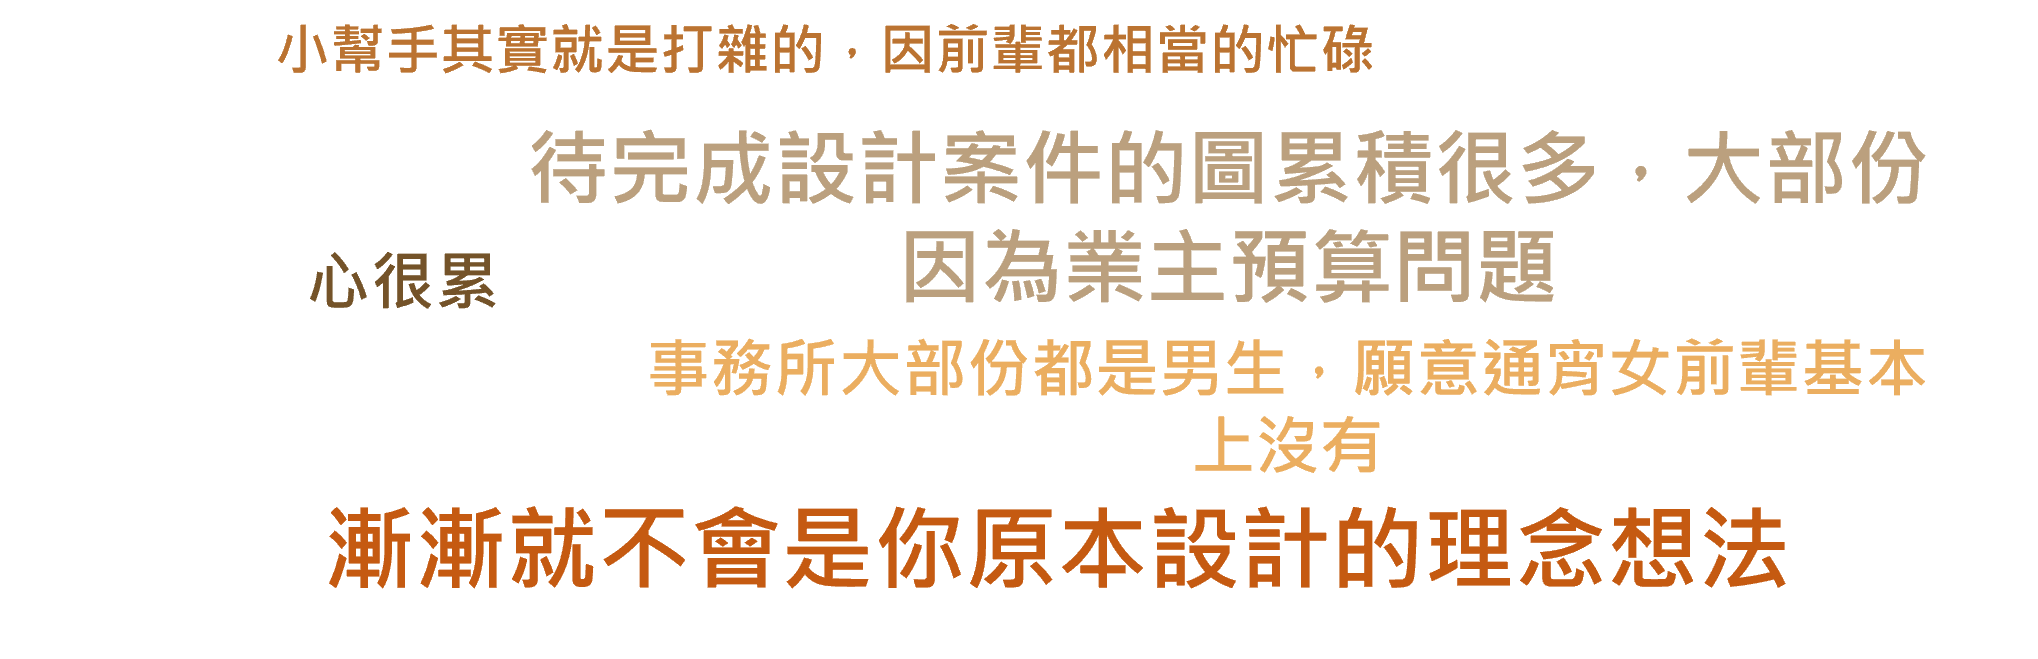 小幫手其實就是打雜的，因前輩都相當的忙碌
待完成設計案件的圖累積很多，大部份
因為業主預算問題
心很累
事務所大部份都是男生，願意通宵女前輩基本
上沒有
漸漸就不會是你原本設計的理念想法